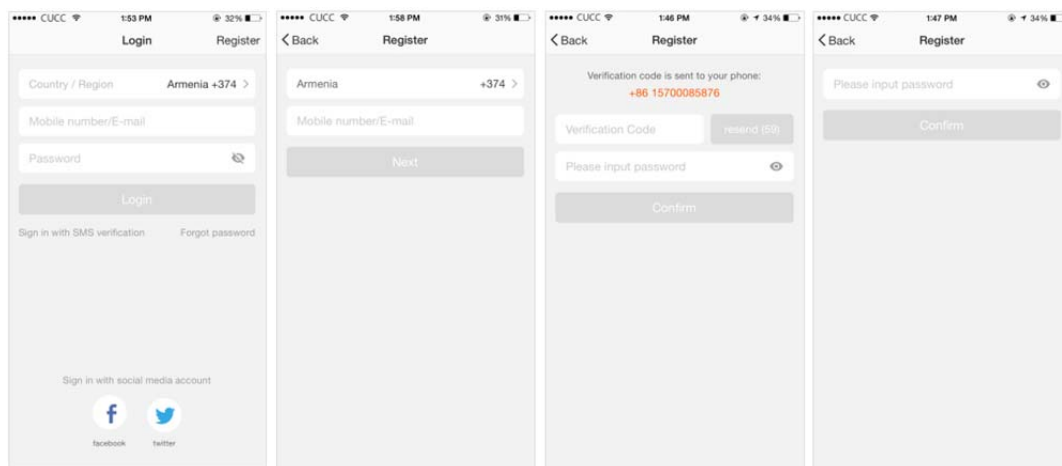 CUCC 1:53 PM 32%
Login Register
Country / Region Armenia +374
Mobile number/E-mail
Password
Login
Sign in with SMS verification Forgot password
Sign in with social media account
f
facebook twitter
CUCC 1:58 PM 31%
Back Register
Armenia +374
Mobile number/E-mail
Next
CUCC 1:46 PM 34%
Back Register
Verification code is sent to your phone:
+86 15700085876
Verification Code resend (59)
Please input password
Confirm
CUCC 1:47 PM 34%
Back Register
Please input password
Confirm